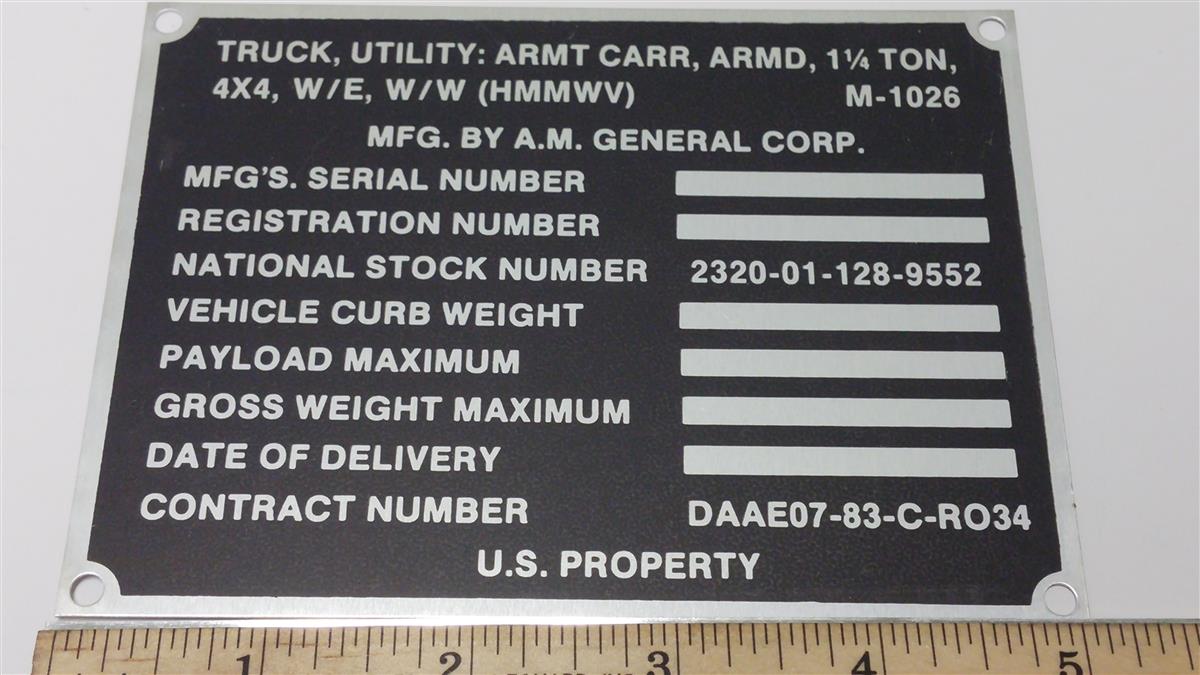 TRUCK, UTILITY: ARMT CARR, ARMD, 1¼ TON,
4X4, W/E, W/W (HMMWV) M-1026
MFG. BY A.M. GENERAL CORP.
MFG'S. SERIAL NUMBER
REGISTRATION NUMBER
NATIONAL STOCK NUMBER 2320-01-128-9552
VEHICLE CURB WEIGHT
PAYLOAD MAXIMUM
GROSS WEIGHT MAXIMUM
DATE OF DELIVERY
CONTRACT NUMBER DAAE07-83-C-RO34
U.S. PROPERTY
1 2 3 4 5